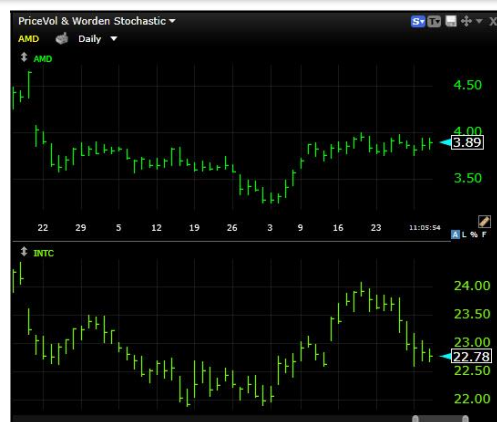 PriceVol & Worden Stochastic
S T X
AMD Daily
AMD
4.50
4.00
3.89
3.50
22 29 5 12 19 26 3 9 16 23 11:05:54
A L % F
INTC
24.00
23.50
23.00
22.78
22.50
22.00